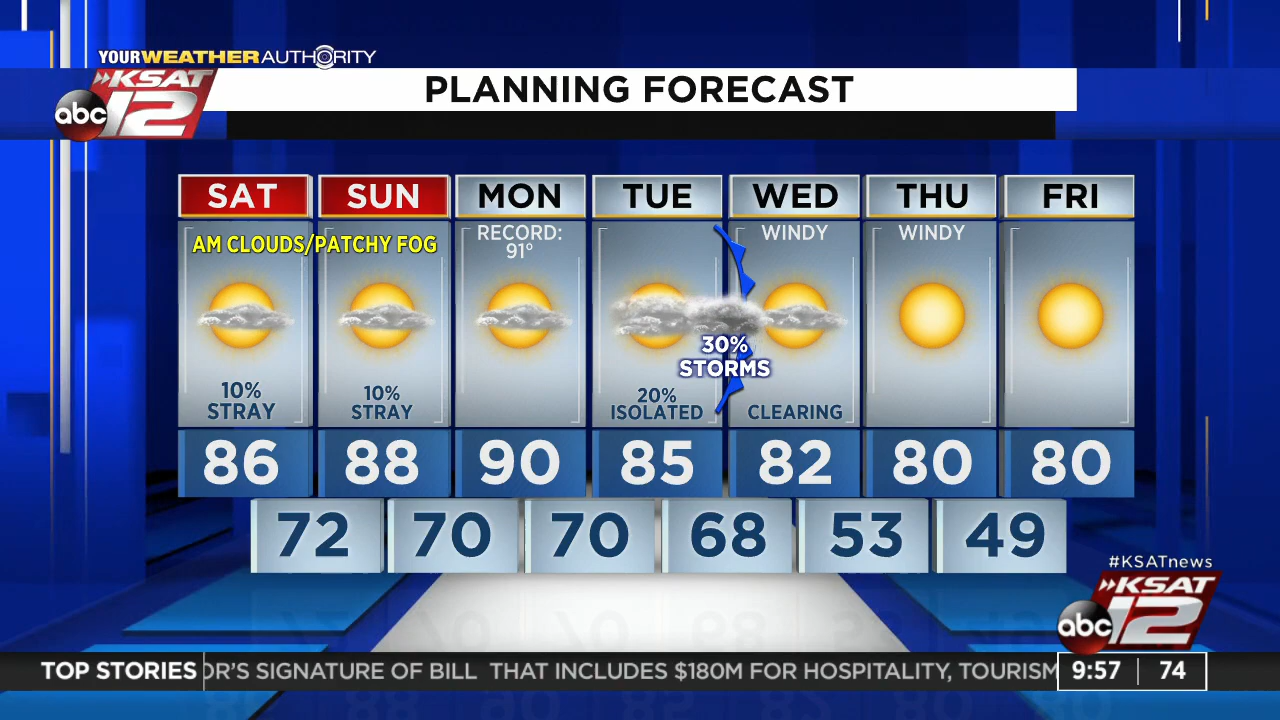 YOURWEATHERAUTHORITY
KSAT
abc 12
PLANNING FORECAST
SAT SUN MON TUE WED THU FRI
AM CLOUDS/PATCHY FOG
RECORD:
91°
WINDY
WINDY
10%
STRAY
10%
STRAY
20%
ISOLATED
30%
STORMS
CLEARING
86 88 90 85 82 80 80
72 70 70 68 53 49
#KSATnews
KSAT
abc 12
TOP STORIES OR'S SIGNATURE OF BILL THAT INCLUDES $180M FOR HOSPITALITY, TOURISM 9:57 74